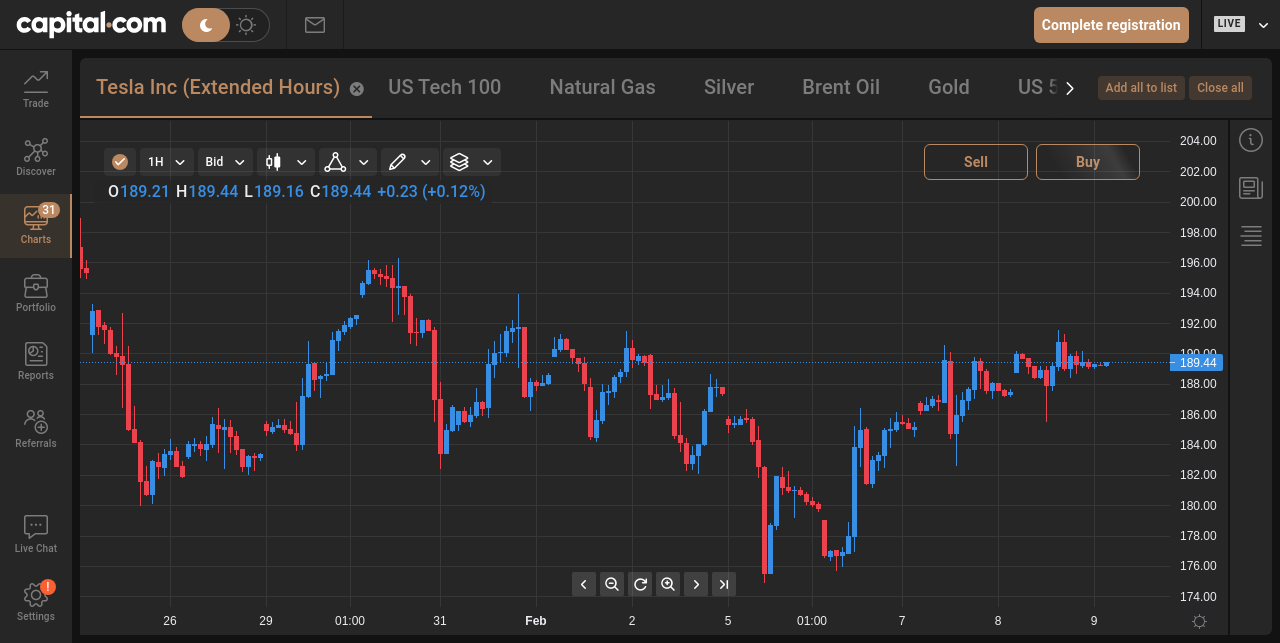 capital.com
Complete registration
LIVE
Trade
Discover
31
Charts
Portfolio
Reports
Referrals
Live Chat
!
Settings
Tesla Inc (Extended Hours)
US Tech 100
Natural Gas
Silver
Brent Oil
Gold
US 5
Add all to list
Close all
1H
Bid
Sell
Buy
O189.21 H189.44 L189.16 C189.44 +0.23 (+0.12%)
204.00
202.00
200.00
198.00
196.00
194.00
192.00
190.00
189.44
188.00
186.00
184.00
182.00
180.00
178.00
176.00
174.00
26 29 01:00 31 Feb 2 5 01:00 7 8 9